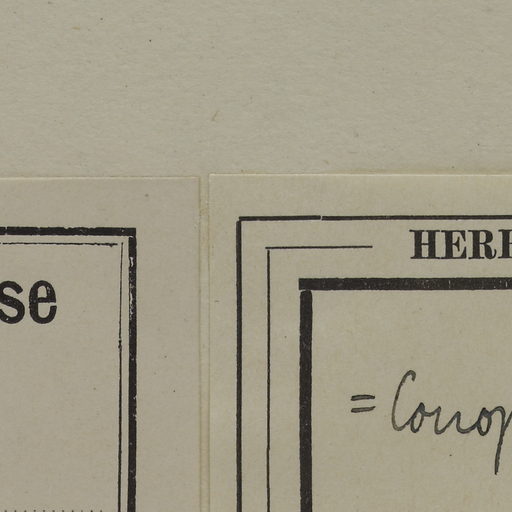 se
HERB
= Conop